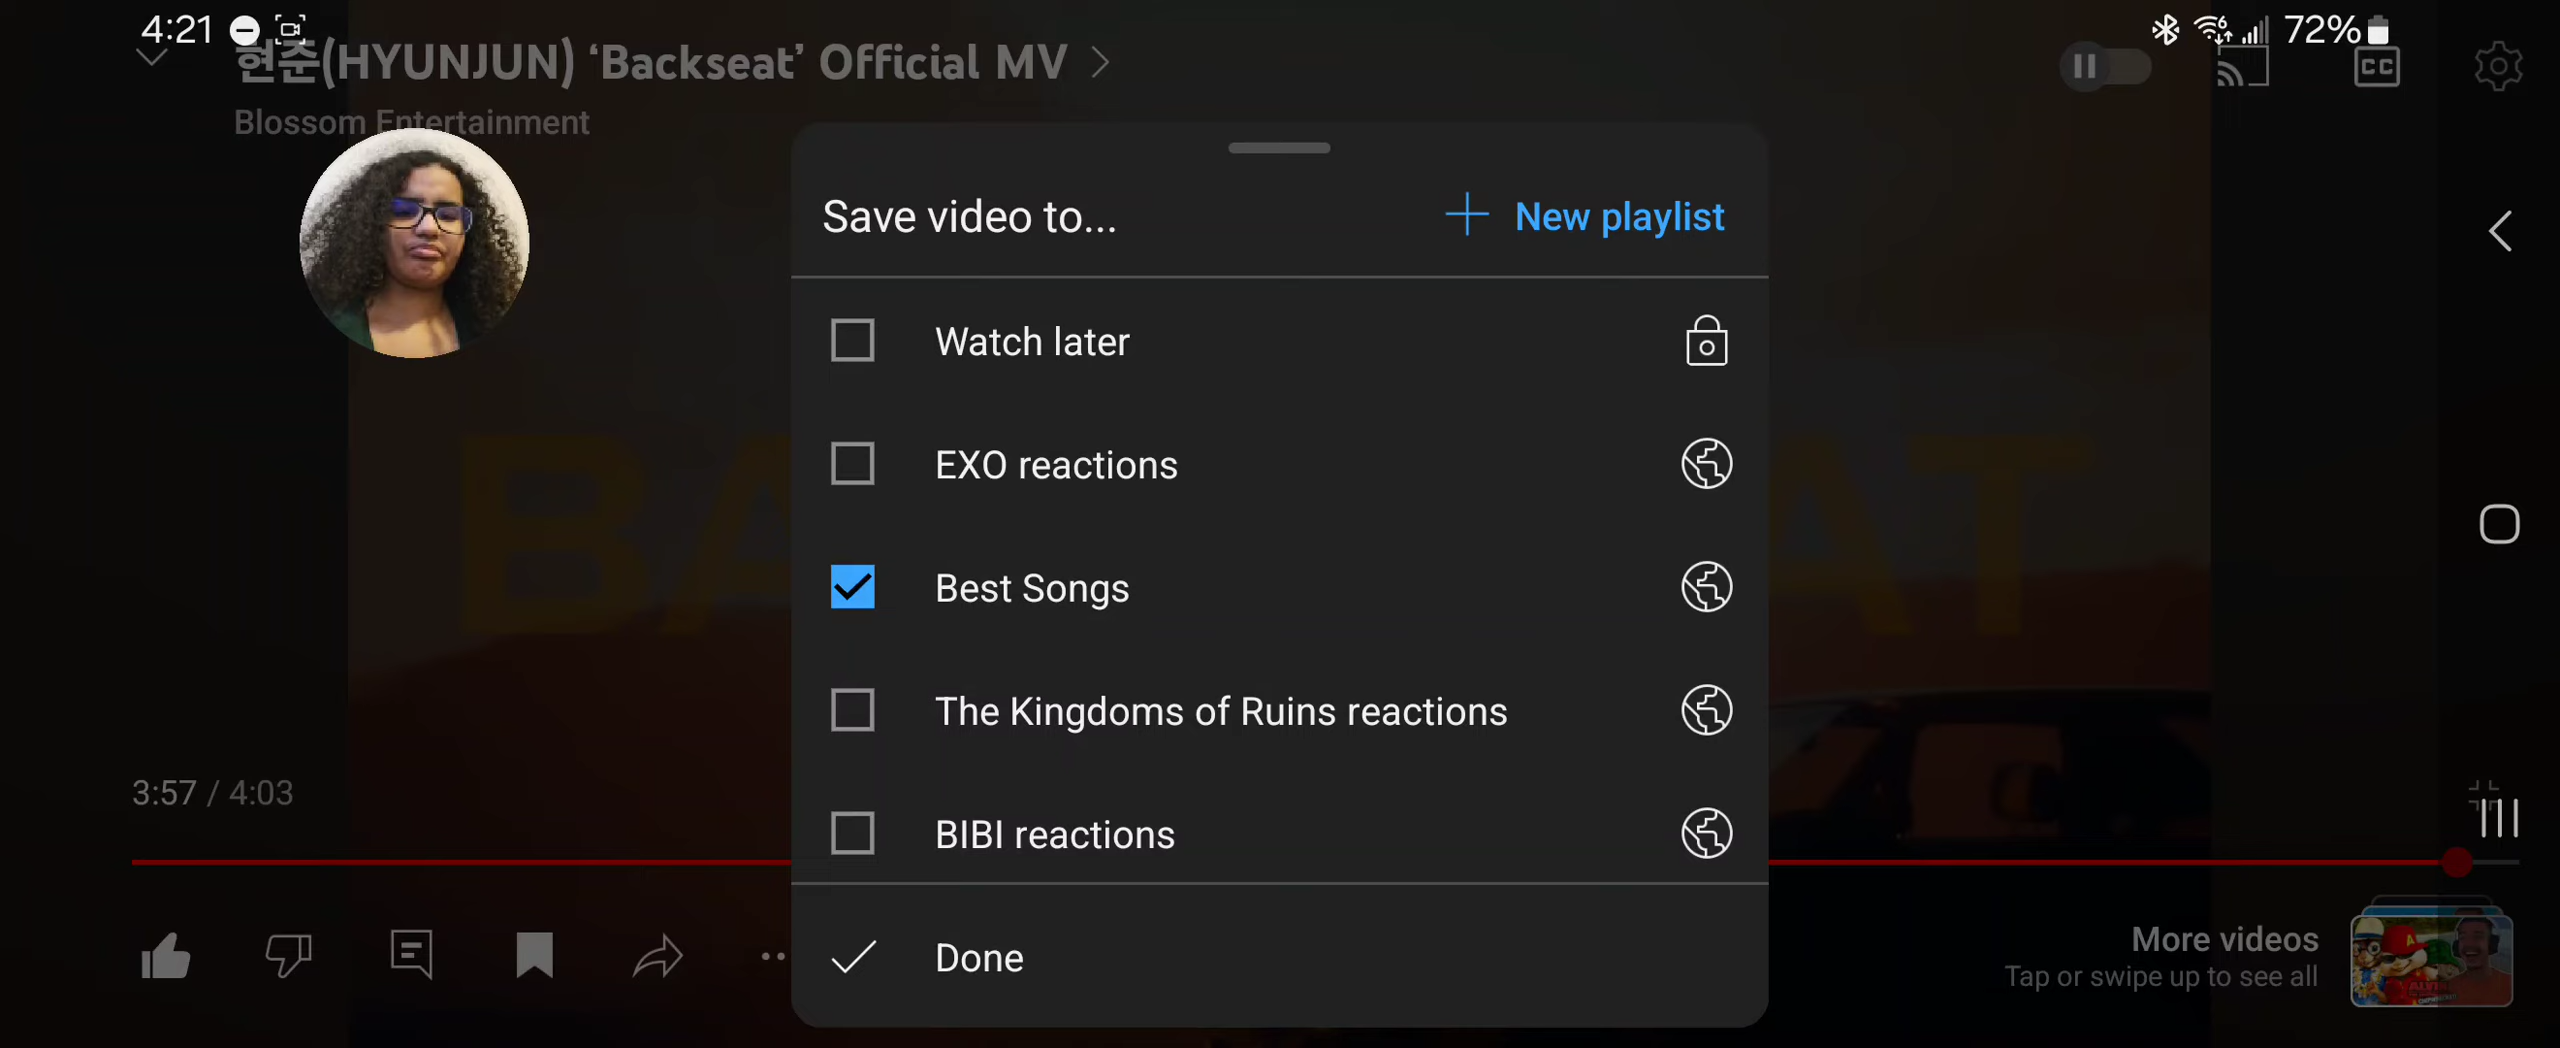 4:21
72%
현준(HYUNJUN) ‘Backseat’ Official MV
CC
Blossom Entertainment
Save video to...
New playlist
Watch later
EXO reactions
Best Songs
The Kingdoms of Ruins reactions
BIBI reactions
Done
3:57 / 4:03
More videos
Tap or swipe up to see all